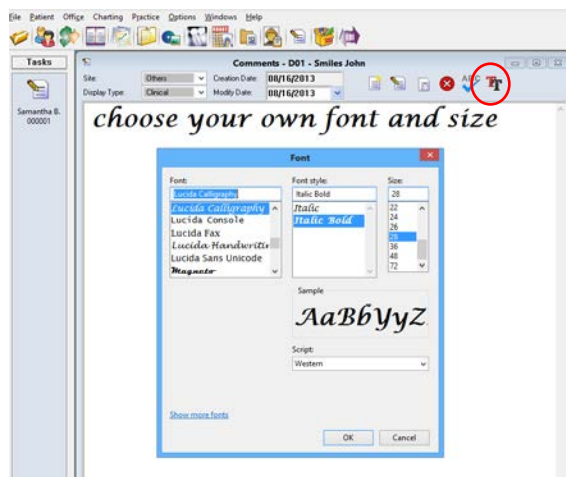 File Patient Office Charting Practice Options Windows Help
Tasks
Comments - D01 - Smiles John
Site: Others Creation Date: 08/16/2013
ABC
Display Type: Clinical Modify Date: 08/16/2013
Samantha B.
000001
choose your own font and size
Font
Font: Font style: Size:
Lucida Calligraphy Italic Bold 28
Lucida Calligraphy Italic 22
Lucida Console Italic Bold 24
Lucida Fax 26
Lucida Handwritin 28
Lucida Sans Unicode 36
Magneto 48
72
Sample
AaBbYyZ
Script:
Western
Show more fonts
OK Cancel